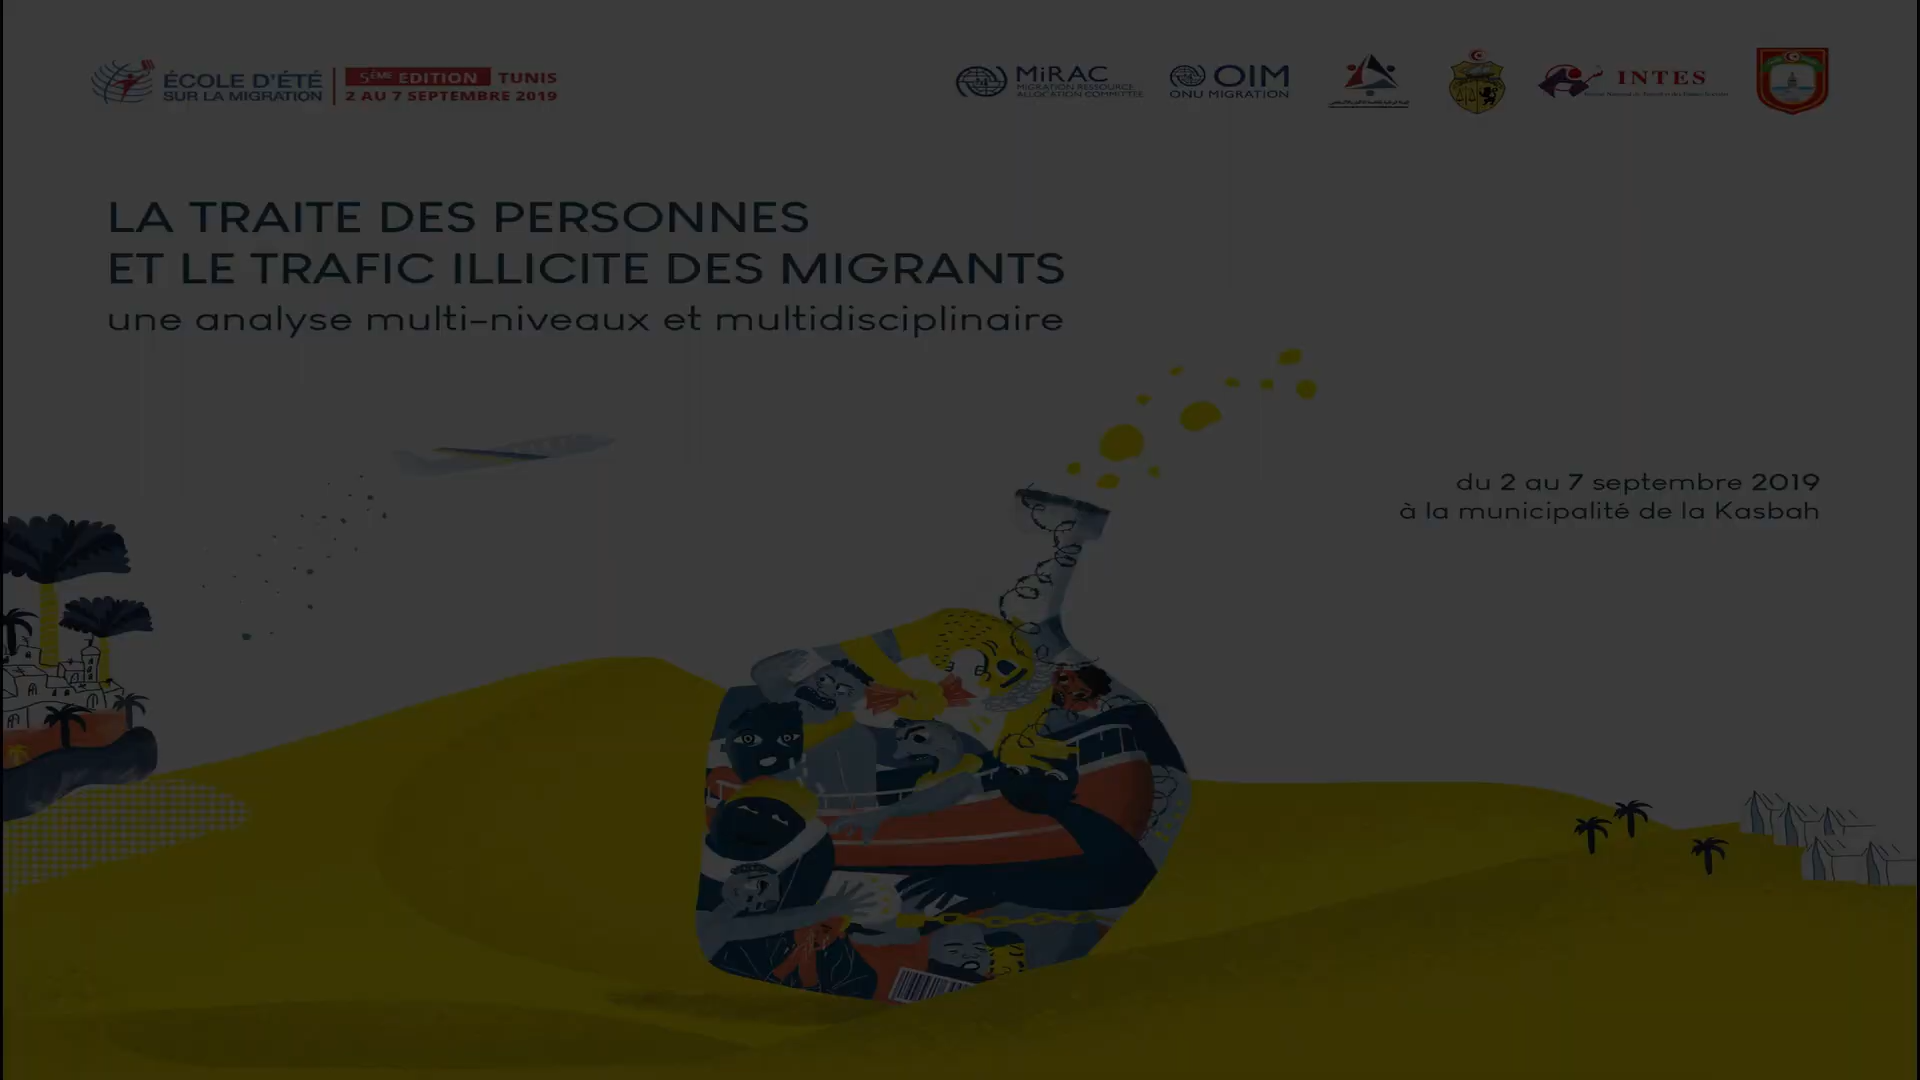 ÉCOLE D'ÉTÉ
SUR LA MIGRATION
5ÈME EDITION TUNIS
2 AU 7 SEPTEMBRE 2019
MiRAC
MIGRATION RESSOURCE
ALLOCATION COMMITTEE
OIM
ONU MIGRATION
INTES
LA TRAITE DES PERSONNES
ET LE TRAFIC ILLICITE DES MIGRANTS
une analyse multi-niveaux et multidisciplinaire
du 2 au 7 septembre 2019
à la municipalité de la Kasbah